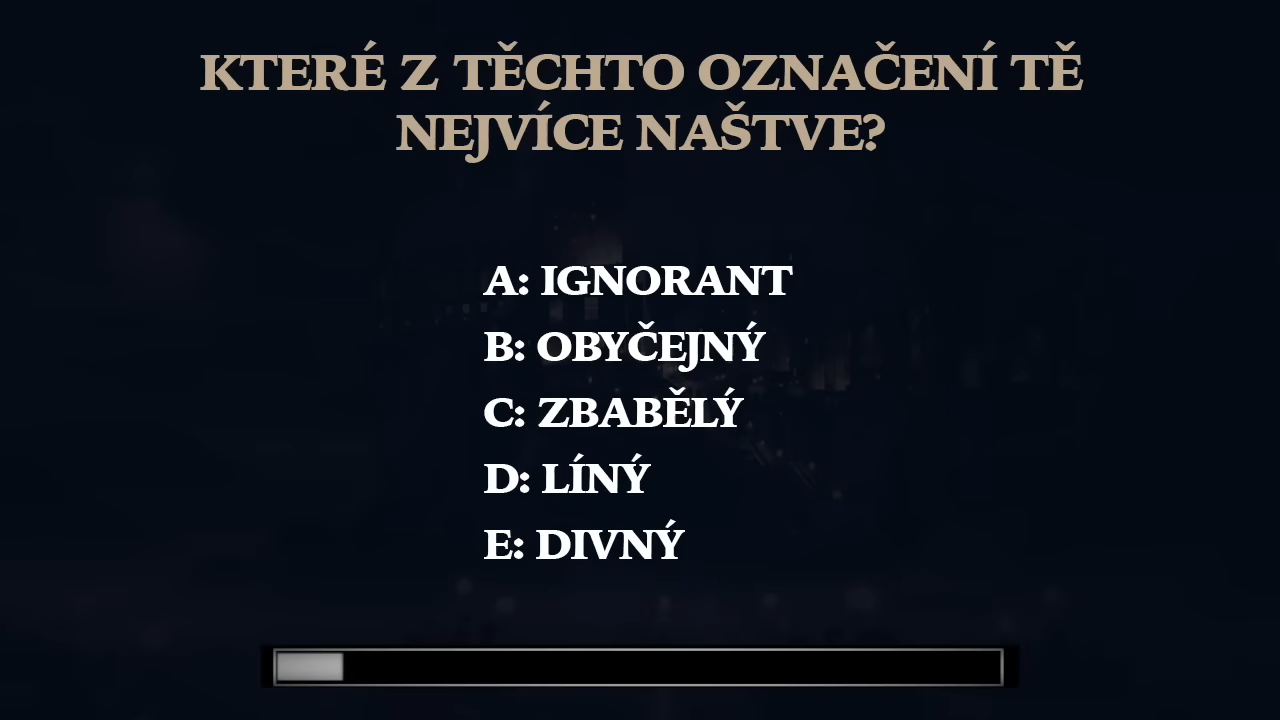 KTERÉ Z TĚCHTO OZNAČENÍ TĚ
NEJVÍCE NAŠTVE?
A: IGNORANT
B: OBYČEJNÝ
C: ZBABĚLÝ
D: LÍNÝ
E: DIVNÝ